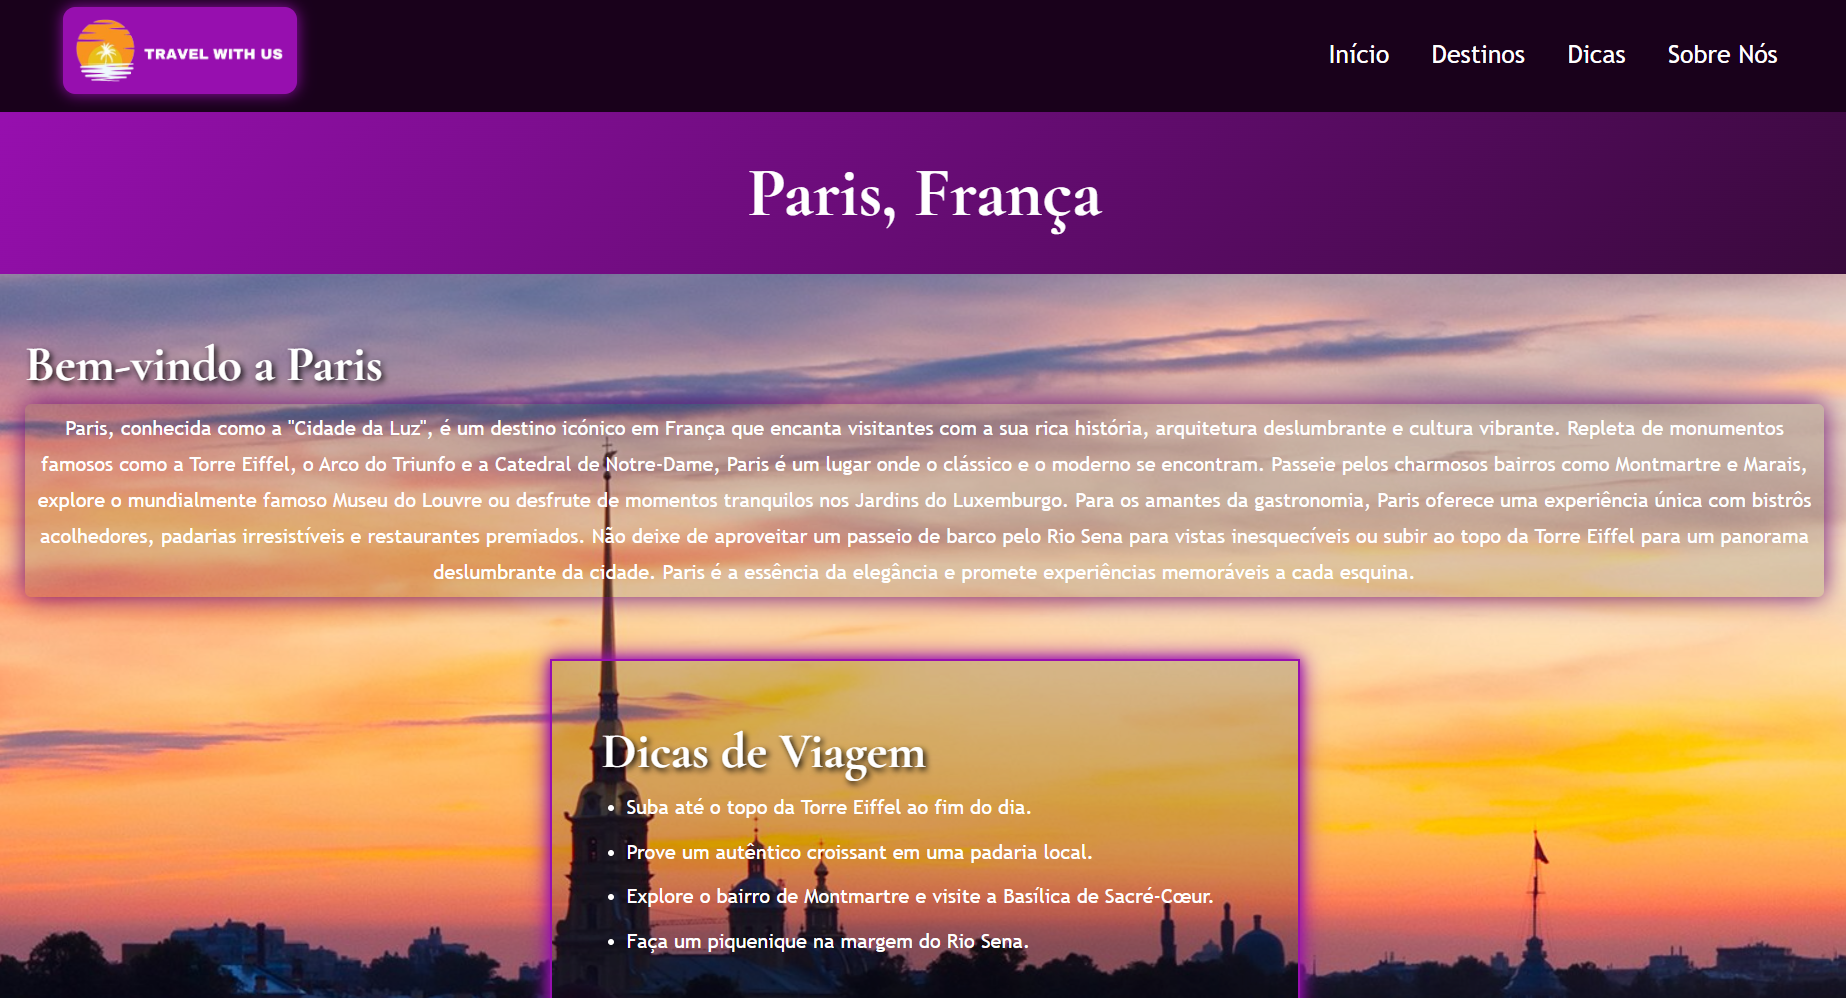 TRAVEL WITH US
Início Destinos Dicas Sobre Nós
Paris, França
Bem-vindo a Paris
Paris, conhecida como a "Cidade da Luz", é um destino icónico em França que encanta visitantes com a sua rica história, arquitetura deslumbrante e cultura vibrante. Repleta de monumentos
famosos como a Torre Eiffel, o Arco do Triunfo e a Catedral de Notre-Dame, Paris é um lugar onde o clássico e o moderno se encontram. Passeie pelos charmosos bairros como Montmartre e Marais,
explore o mundialmente famoso Museu do Louvre ou desfrute de momentos tranquilos nos Jardins do Luxemburgo. Para os amantes da gastronomia, Paris oferece uma experiência única com bistrôs
acolhedores, padarias irresistíveis e restaurantes premiados. Não deixe de aproveitar um passeio de barco pelo Rio Sena para vistas inesquecíveis ou subir ao topo da Torre Eiffel para um panorama
deslumbrante da cidade. Paris é a essência da elegância e promete experiências memoráveis a cada esquina.
Dicas de Viagem
• Suba até o topo da Torre Eiffel ao fim do dia.
• Prove um autêntico croissant em uma padaria local.
• Explore o bairro de Montmartre e visite a Basílica de Sacré-Cœur.
• Faça um piquenique na margem do Rio Sena.